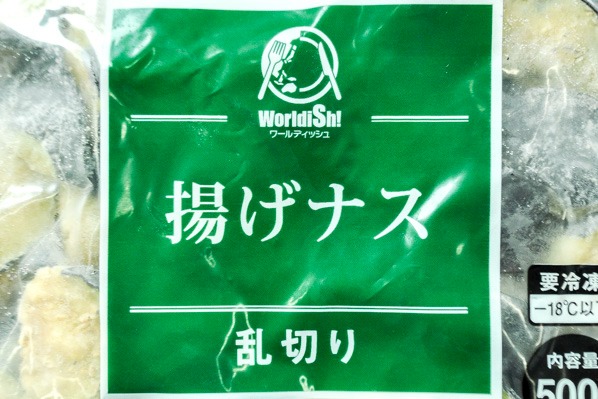 WorldiSh!
ワールディッシュ
揚げナス
乱切り
要冷凍
−18℃以
内容量
500